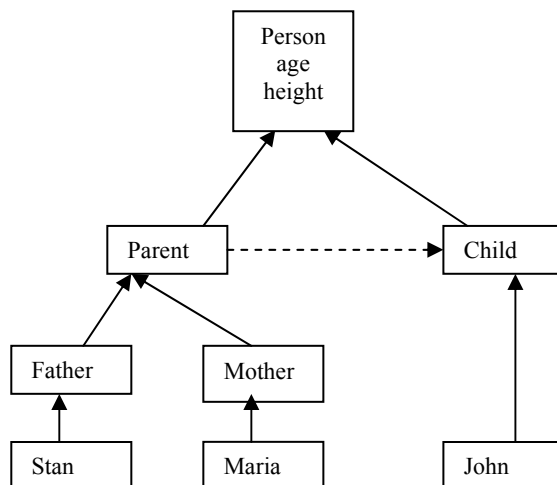 Person
age
height
Parent
Child
Father
Mother
Stan
Maria
John